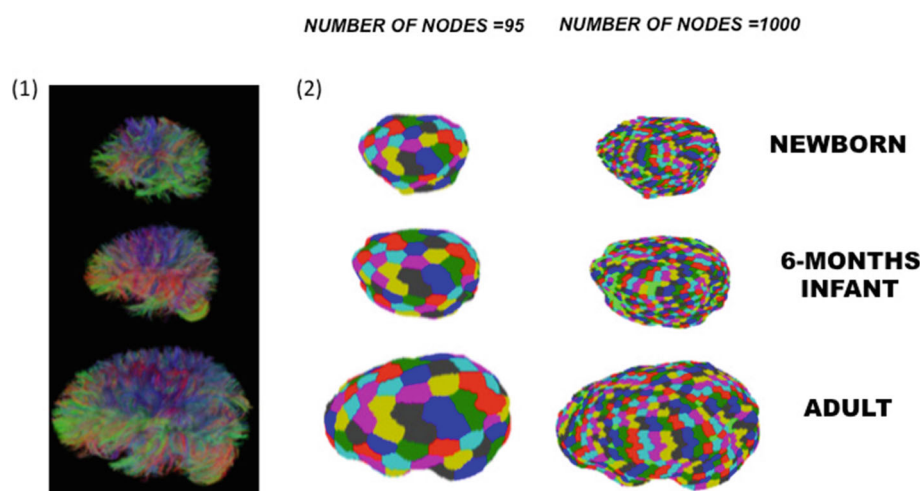 NUMBER OF NODES =95
NUMBER OF NODES =1000
(1)
(2)
NEWBORN
6-MONTHS
INFANT
ADULT